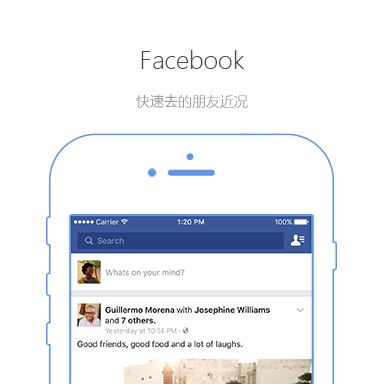 Facebook
快速去的朋友近况
Carrier 1:20 PM 100%
Search
Whats on your mind?
Guillermo Morena with Josephine Williams
and 7 others.
Yesterday at 10:14 PM ·
Good friends, good food and a lot of laughs.